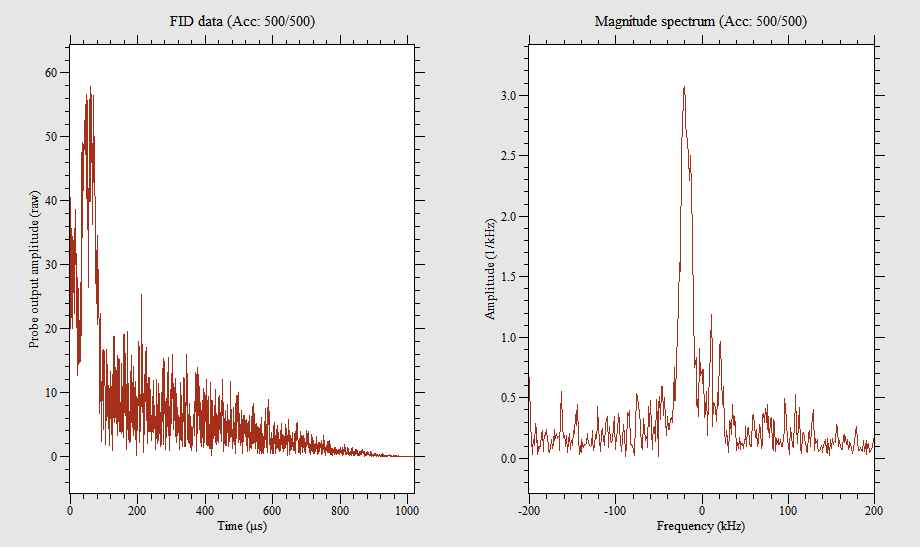 FID data (Acc: 500/500)
Magnitude spectrum (Acc: 500/500)
60
50
40
30
20
10
0
Probe output amplitude (raw)
0 200 400 600 800 1000
Time (µs)
3.0
2.5
2.0
1.5
1.0
0.5
0.0
Amplitude (1/kHz)
-200 -100 0 100 200
Frequency (kHz)